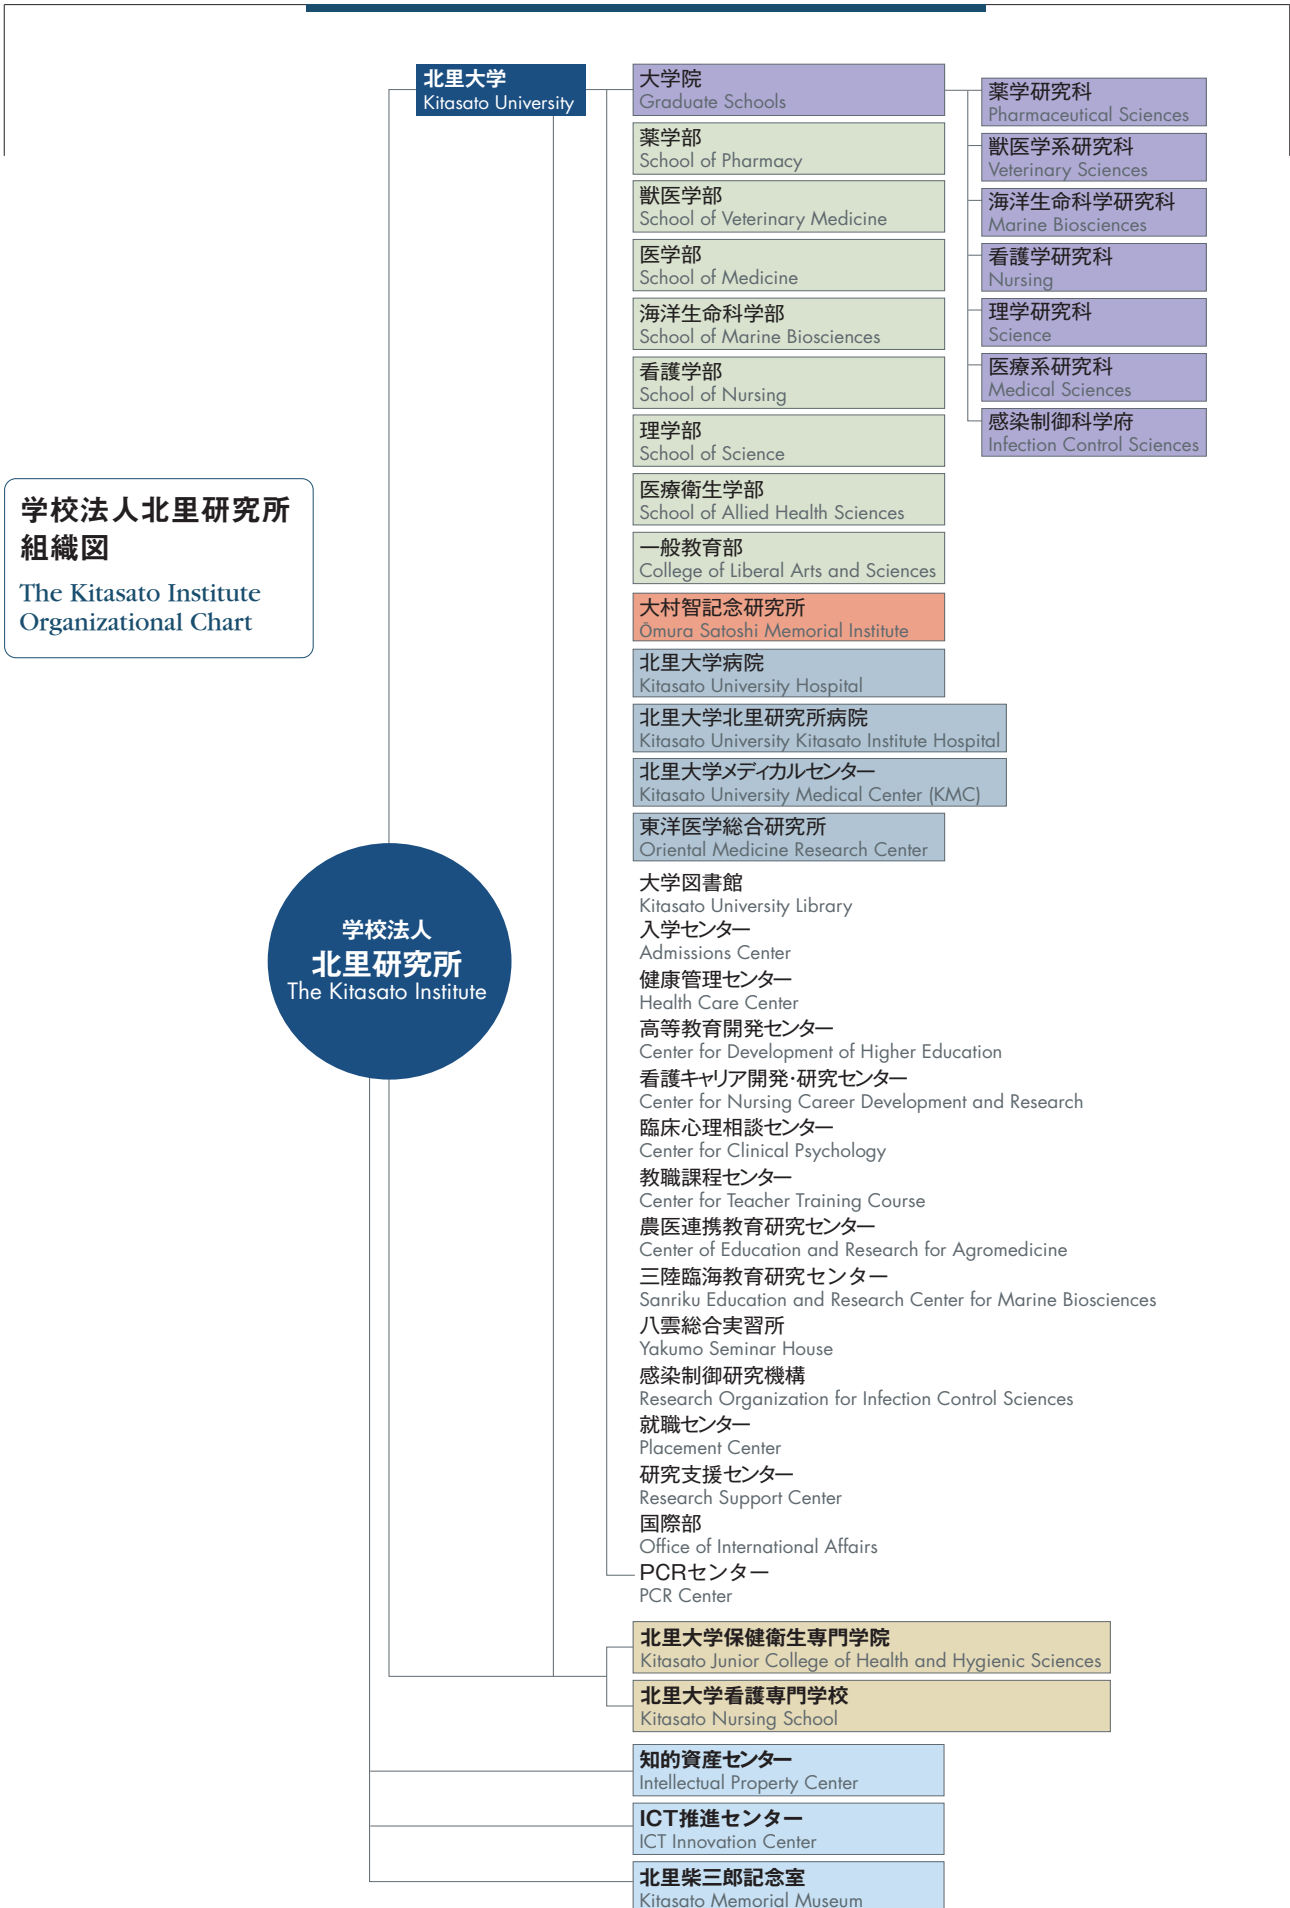 北里大学
Kitasato University
大学院
Graduate Schools
薬学部
School of Pharmacy
獣医学部
School of Veterinary Medicine
医学部
School of Medicine
海洋生命科学部
School of Marine Biosciences
看護学部
School of Nursing
理学部
School of Science
医療衛生学部
School of Allied Health Sciences
一般教育部
College of Liberal Arts and Sciences
大村智記念研究所
Ōmura Satoshi Memorial Institute
北里大学病院
Kitasato University Hospital
北里大学北里研究所病院
Kitasato University Kitasato Institute Hospital
北里大学メディカルセンター
Kitasato University Medical Center (KMC)
東洋医学総合研究所
Oriental Medicine Research Center
大学図書館
Kitasato University Library
入学センター
Admissions Center
健康管理センター
Health Care Center
高等教育開発センター
Center for Development of Higher Education
看護キャリア開発・研究センター
Center for Nursing Career Development and Research
臨床心理相談センター
Center for Clinical Psychology
教職課程センター
Center for Teacher Training Course
農医連携教育研究センター
Center of Education and Research for Agromedicine
三陸臨海教育研究センター
Sanriku Education and Research Center for Marine Biosciences
八雲総合実習所
Yakumo Seminar House
感染制御研究機構
Research Organization for Infection Control Sciences
就職センター
Placement Center
研究支援センター
Research Support Center
国際部
Office of International Affairs
PCRセンター
PCR Center
薬学研究科
Pharmaceutical Sciences
獣医学系研究科
Veterinary Sciences
海洋生命科学研究科
Marine Biosciences
看護学研究科
Nursing
理学研究科
Science
医療系研究科
Medical Sciences
感染制御科学府
Infection Control Sciences
学校法人北里研究所
組織図
The Kitasato Institute
Organizational Chart
学校法人
北里研究所
The Kitasato Institute
北里大学保健衛生専門学院
Kitasato Junior College of Health and Hygienic Sciences
北里大学看護専門学校
Kitasato Nursing School
知的資産センター
Intellectual Property Center
ICT推進センター
ICT Innovation Center
北里柴三郎記念室
Kitasato Memorial Museum